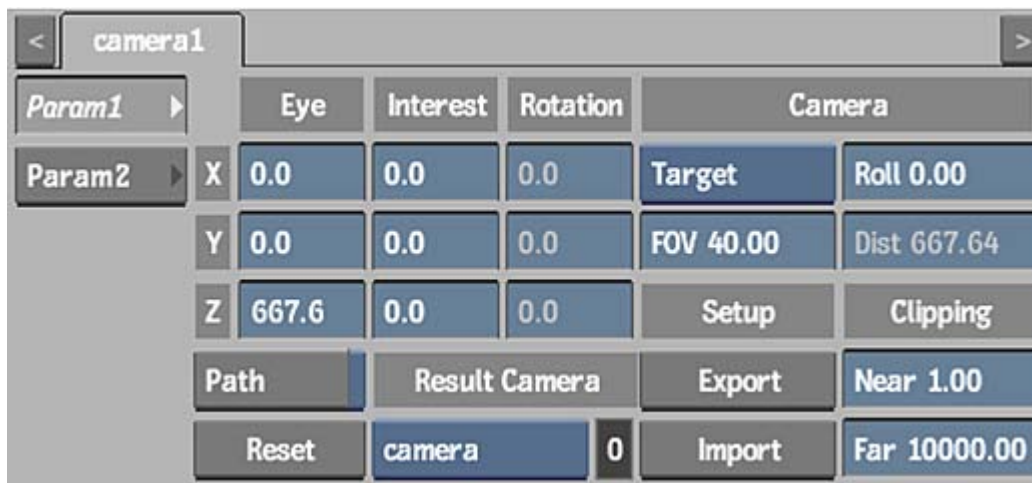 < camera1 >
Param1 Eye Interest Rotation Camera
Param2 X 0.0 0.0 0.0 Target Roll 0.00
Y 0.0 0.0 0.0 FOV 40.00 Dist 667.64
Z 667.6 0.0 0.0 Setup Clipping
Path Result Camera Export Near 1.00
Reset camera 0 Import Far 10000.00